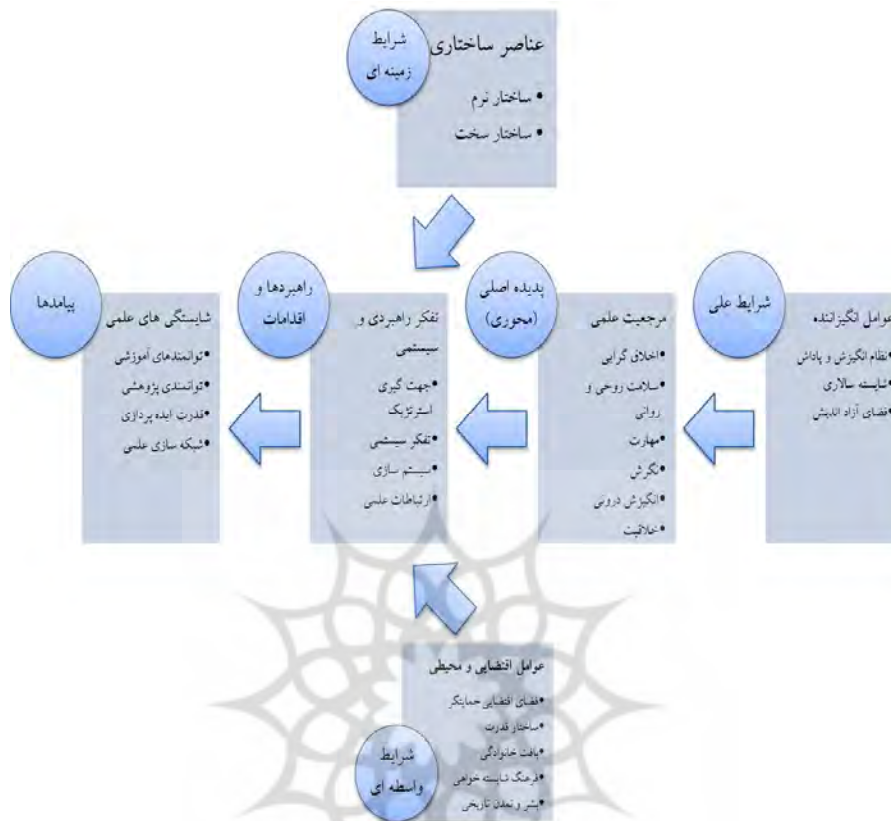 شرایط
زمینه ای
عناصر ساختاری
•ساختار نرم
•ساختار سخت
شرایط علی
عوامل انگیزاننده
•نظام انگیزش و پاداش
•شایسته سالاری
•فضای آزاد اندیش
پدیده اصلی
(محوری)
مرجعیت علمی
•اخلاق گرایی
•سلامت روحی و
روانی
•مهارت
•نگرش
•انگیزش درونی
•خلاقیت
راهبردها و
اقدامات
تفکر راهبردی و
سیستمی
•جهت گیری
استرتژیک
•تفکر سیستمی
•سیستم سازی
•ارتباطات علمی
پیامدها
شایستگی های علمی
•توانمندهای آموزشی
•توانمندی پژوهشی
•قدرت ایده پردازی
•شبکه سازی علمی
عوامل اقتضایی و محیطی
•فضای اقتضایی حمایتگر
•ساختار قدرت
•بافت خانوادگی
•فرهنگ شایسته خواهی
•بشر و تمدن تاریخی
شرایط
واسطه ای